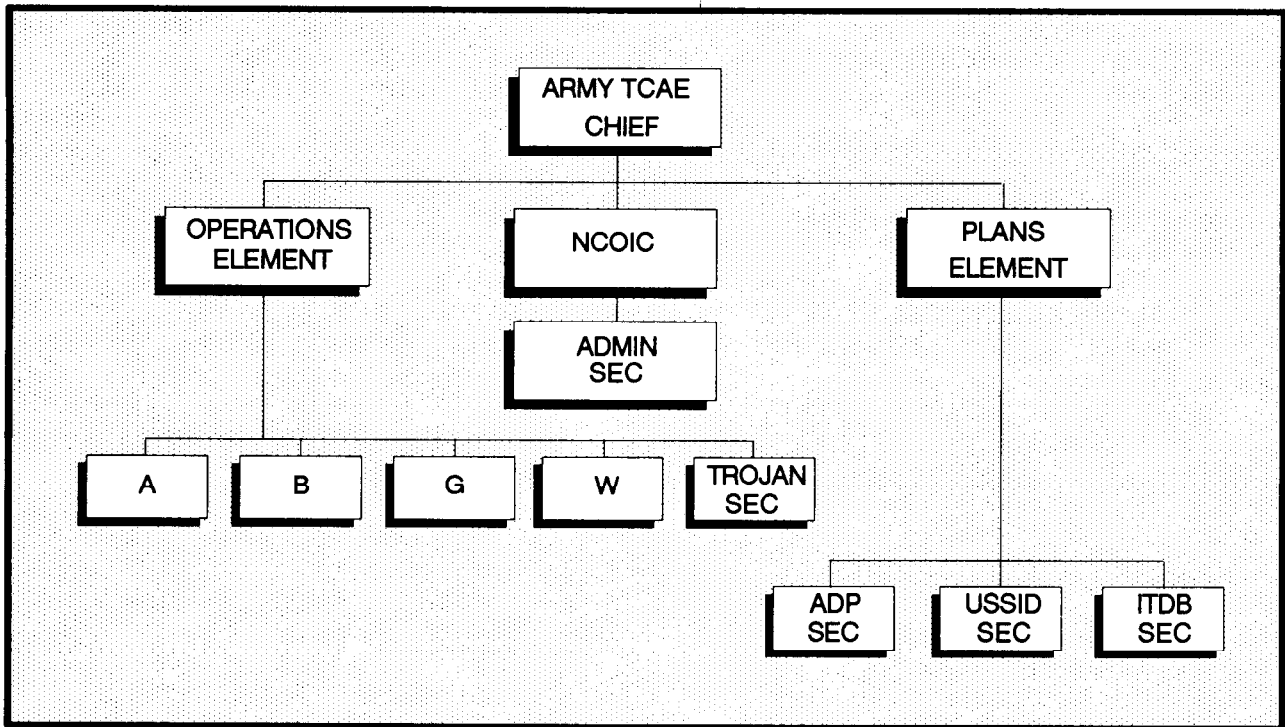 ARMY TCAE
CHIEF
OPERATIONS
ELEMENT
NCOIC
PLANS
ELEMENT
ADMIN
SEC
A
B
G
W
TROJAN
SEC
ADP
SEC
USSID
SEC
ITDB
SEC